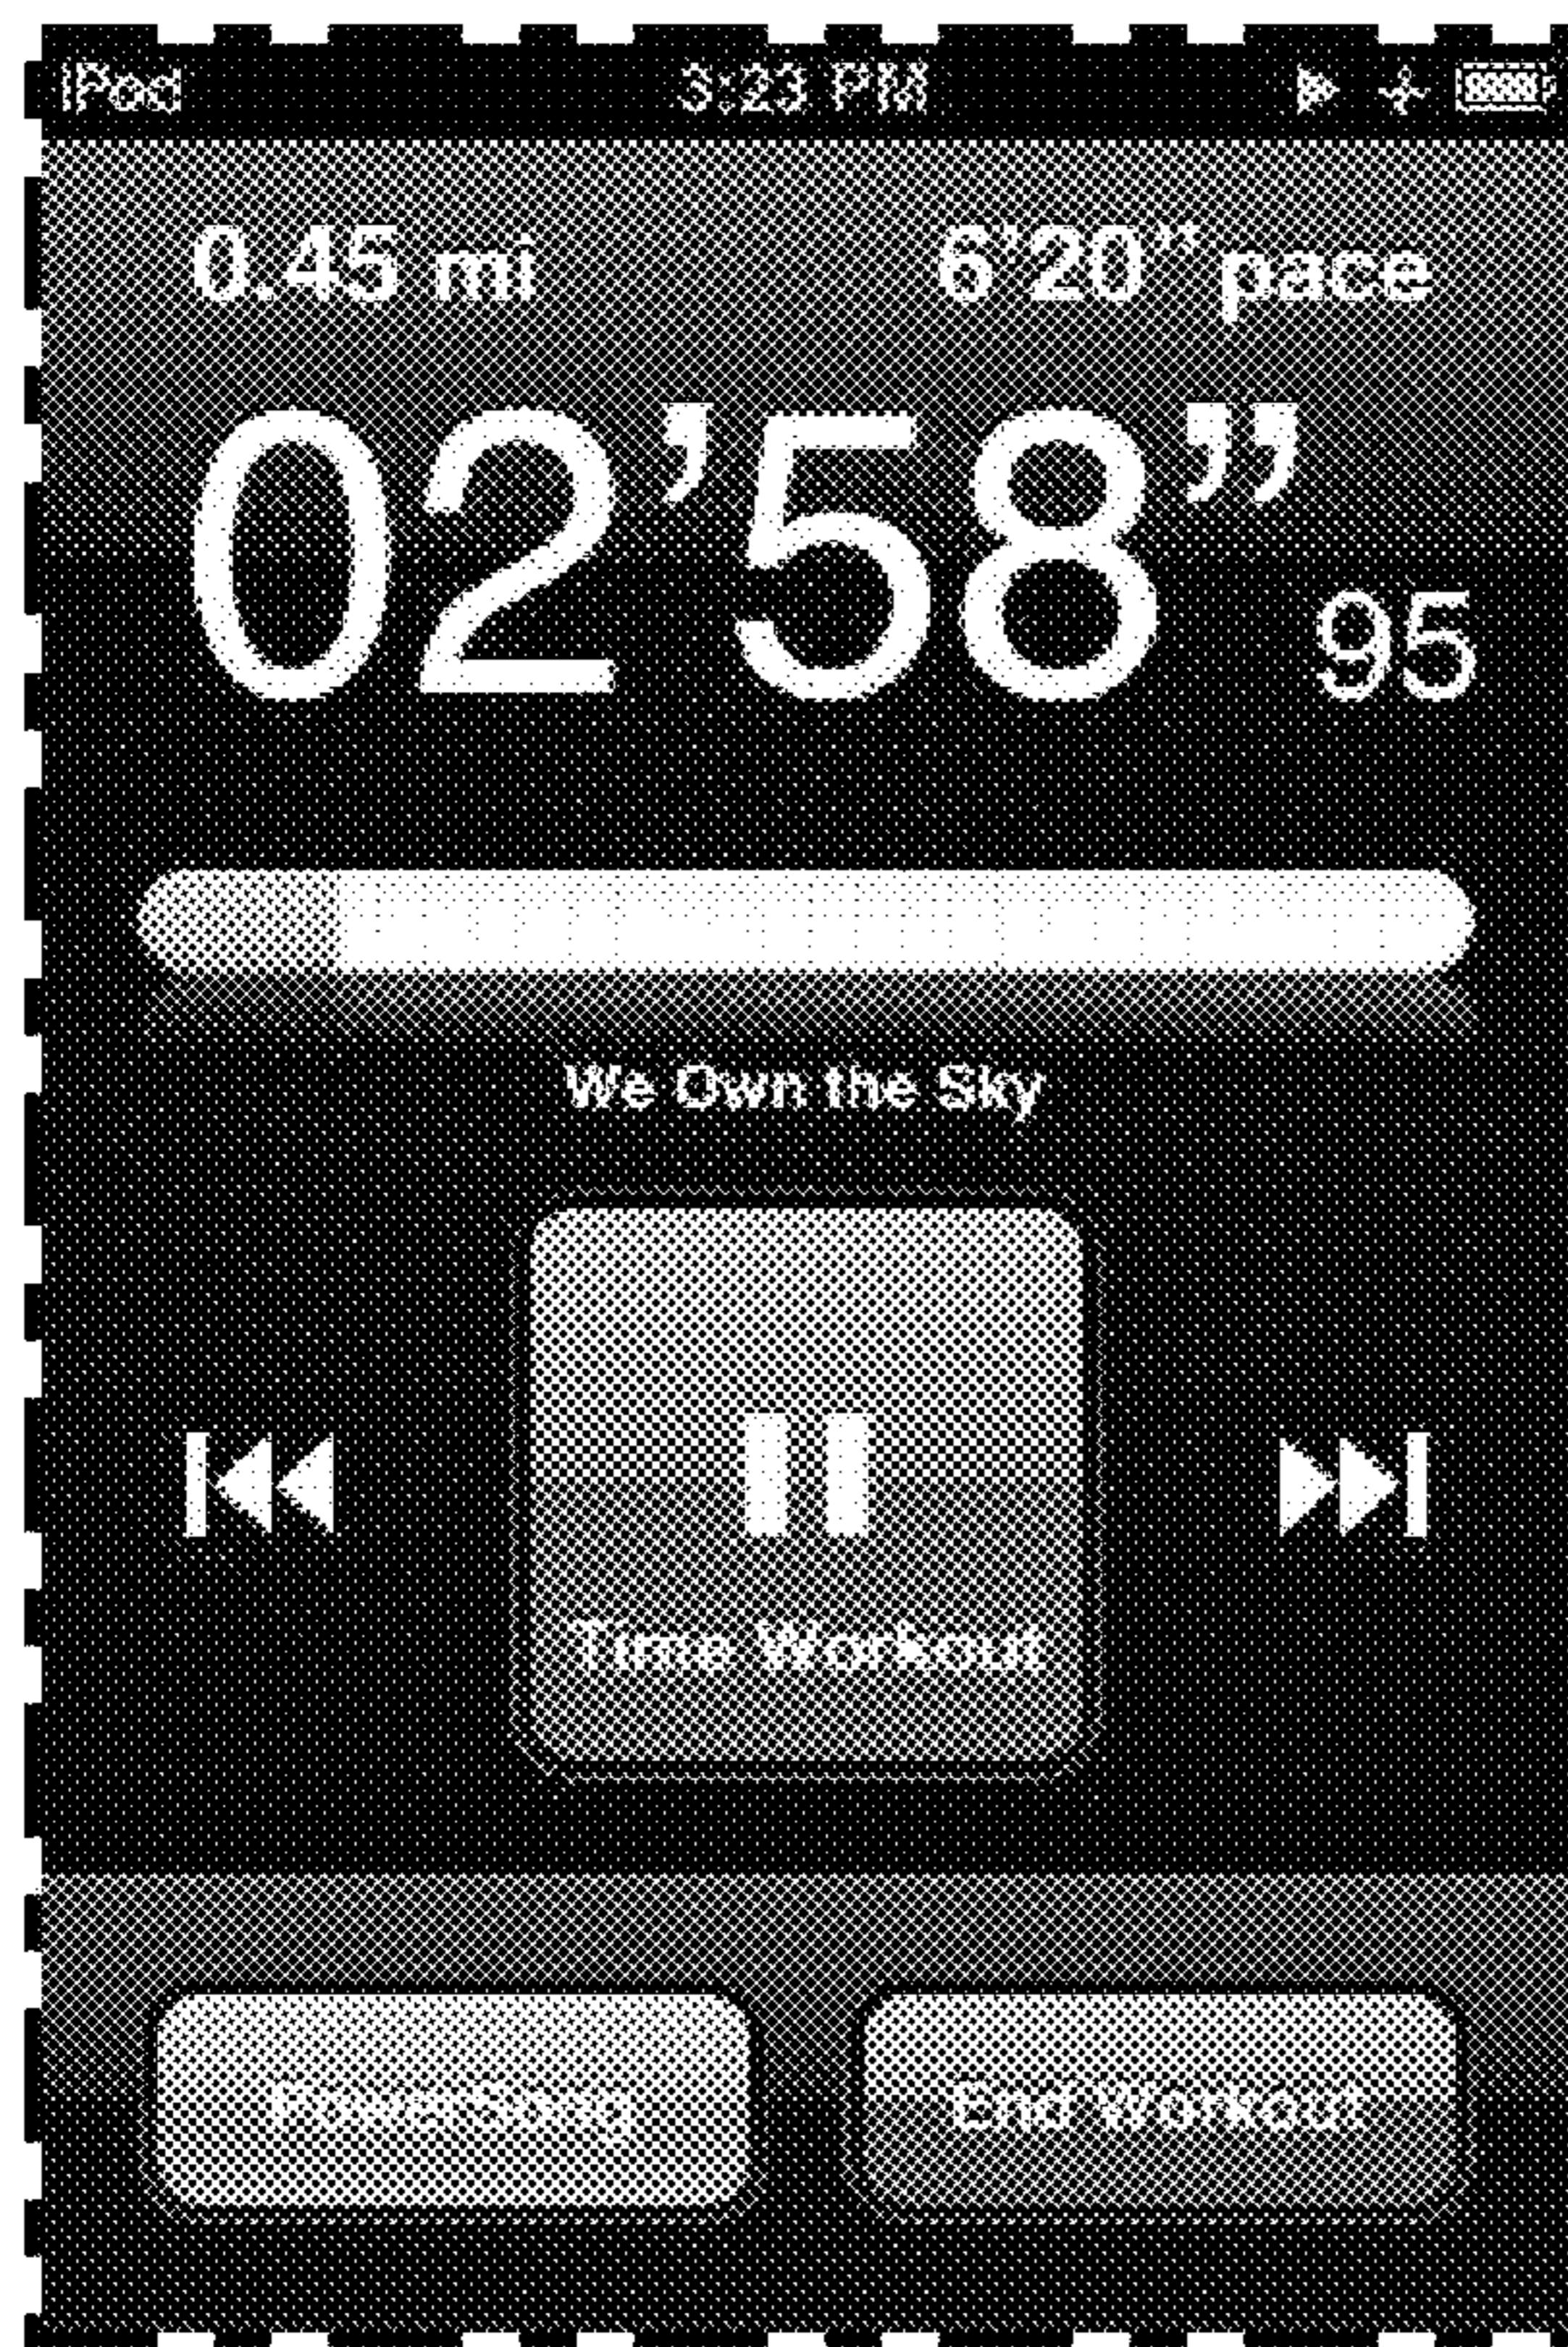 iPod 3:23 PM
0.45 mi 6'20" pace
02'58" 95
We Own the Sky
Time Workout
PowerSong End Workout